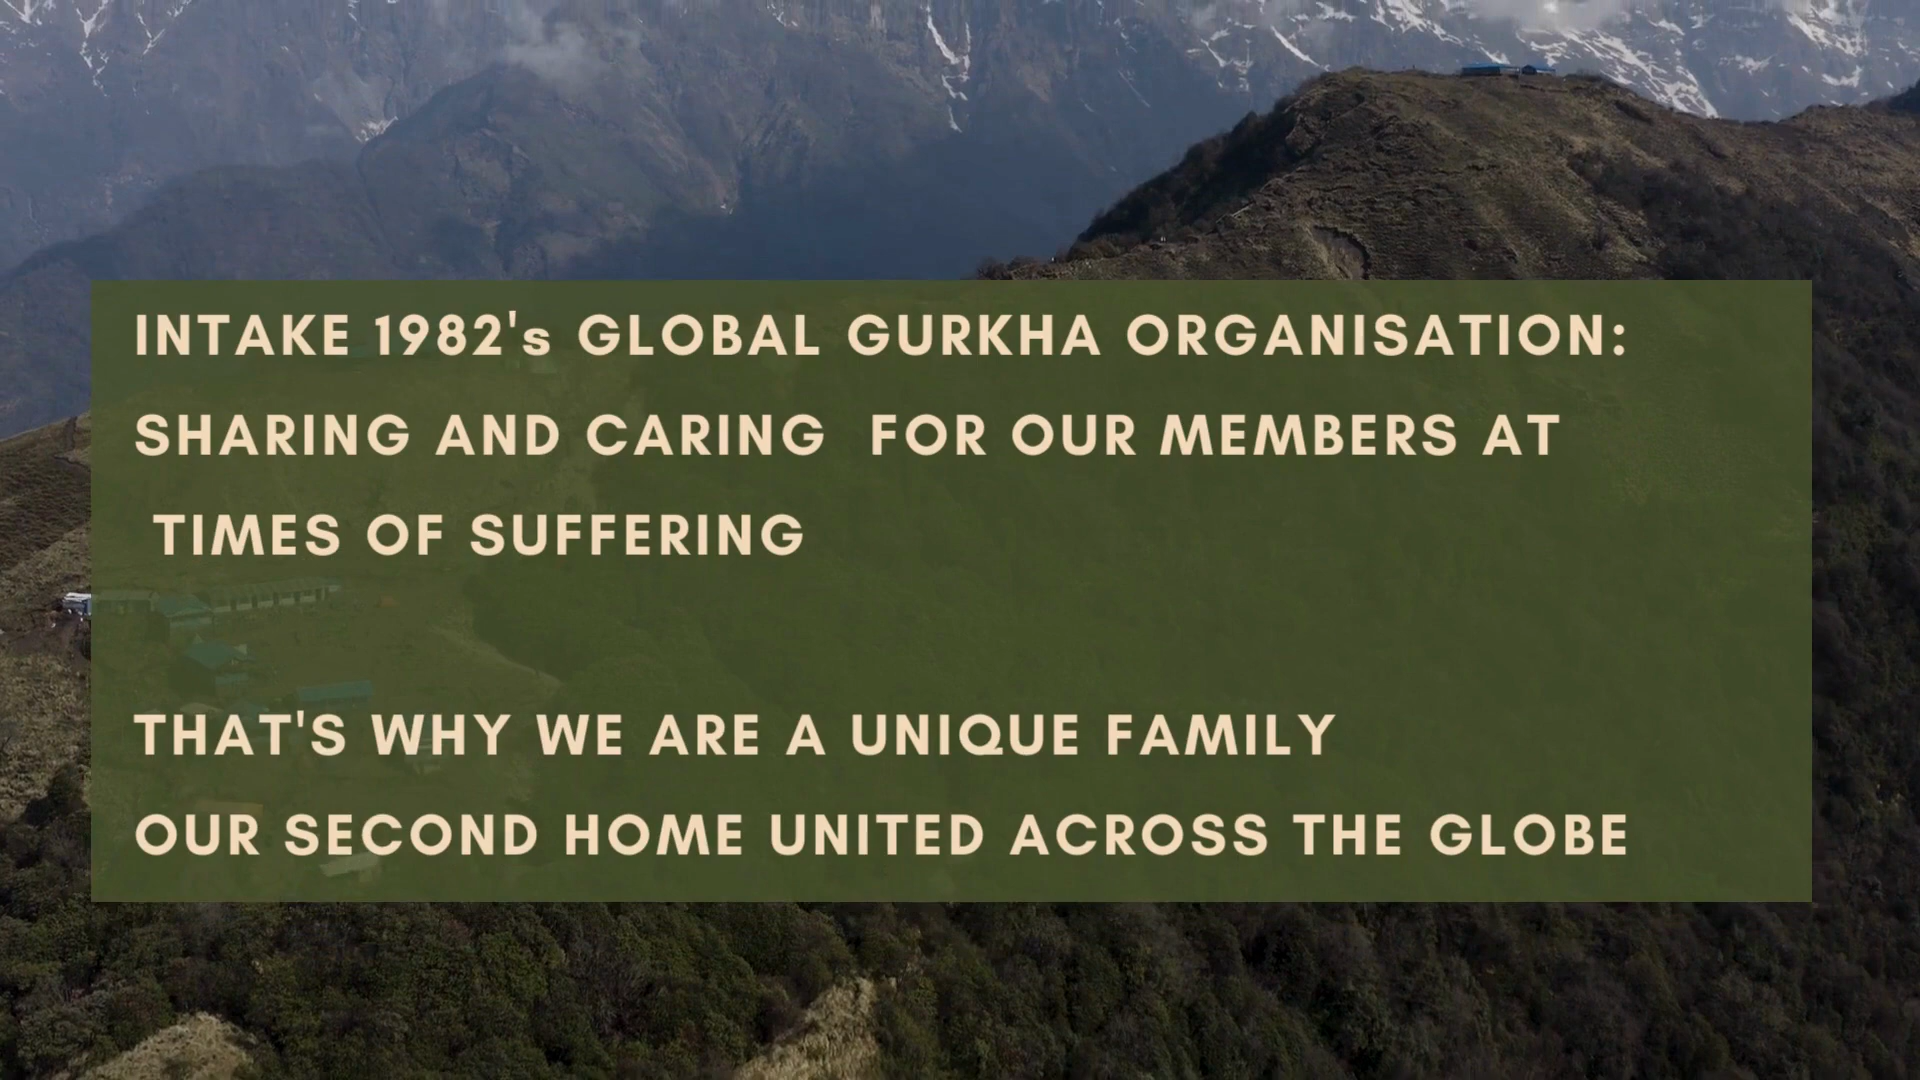 INTAKE 1982's GLOBAL GURKHA ORGANISATION:
SHARING AND CARING  FOR OUR MEMBERS AT
TIMES OF SUFFERING
THAT'S WHY WE ARE A UNIQUE FAMILY
OUR SECOND HOME UNITED ACROSS THE GLOBE